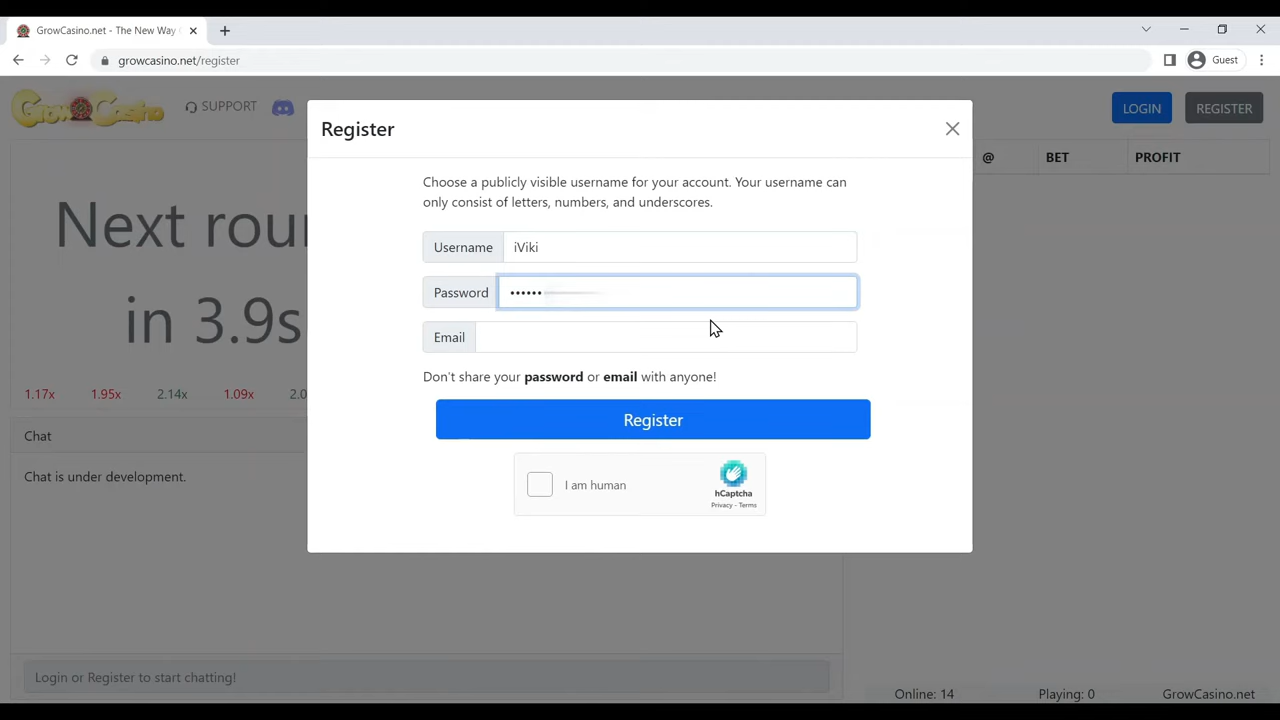 GrowCasino.net - The New Way
growcasino.net/register
Guest
GrowCasino
SUPPORT
LOGIN
REGISTER
Register
@
BET
PROFIT
Choose a publicly visible username for your account. Your username can
only consist of letters, numbers, and underscores.
Next rou
in 3.9s
Username
iViki
Password
••••••
Email
Don't share your password or email with anyone!
1.17x
1.95x
2.14x
1.09x
2.0
Register
Chat
Chat is under development.
I am human
hCaptcha
Privacy - Terms
Login or Register to start chatting!
Online: 14
Playing: 0
GrowCasino.net